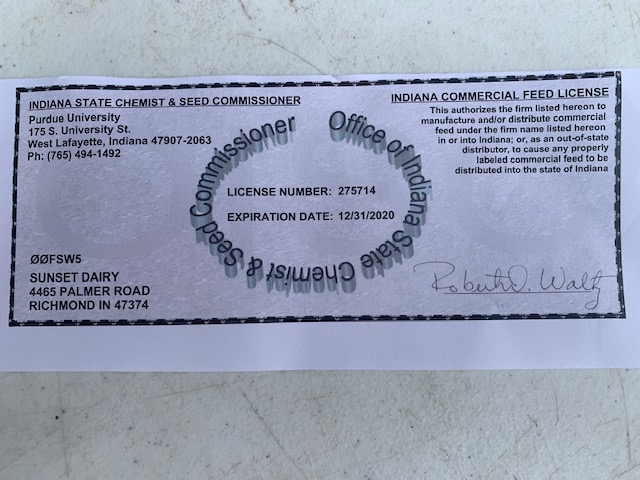 INDIANA STATE CHEMIST & SEED COMMISSIONER
Purdue University
175 S. University St.
West Lafayette, Indiana 47907-2063
Ph: (765) 494-1492
INDIANA COMMERCIAL FEED LICENSE
This authorizes the firm listed hereon to
manufacture and/or distribute commercial
feed under the firm name listed hereon
in or into Indiana; or, as an out-of-state
distributor, to cause any properly
labeled commercial feed to be
distributed into the state of Indiana
Office of Indiana State Chemist & Seed Commissioner
LICENSE NUMBER: 275714
EXPIRATION DATE: 12/31/2020
ØØFSW5
SUNSET DAIRY
4465 PALMER ROAD
RICHMOND IN 47374
Robert D. Waltz